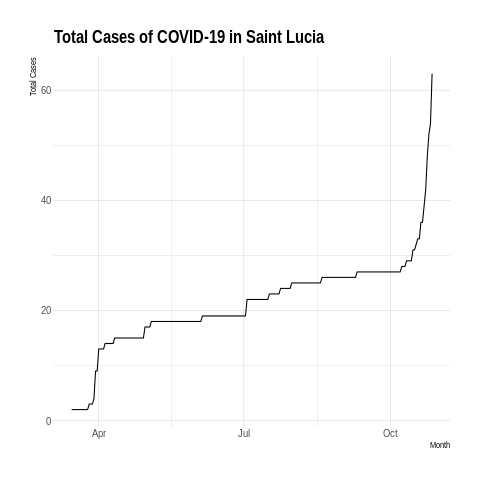 Total Cases of COVID-19 in Saint Lucia
Total Cases
60
40
20
0
Apr Jul Oct
Month